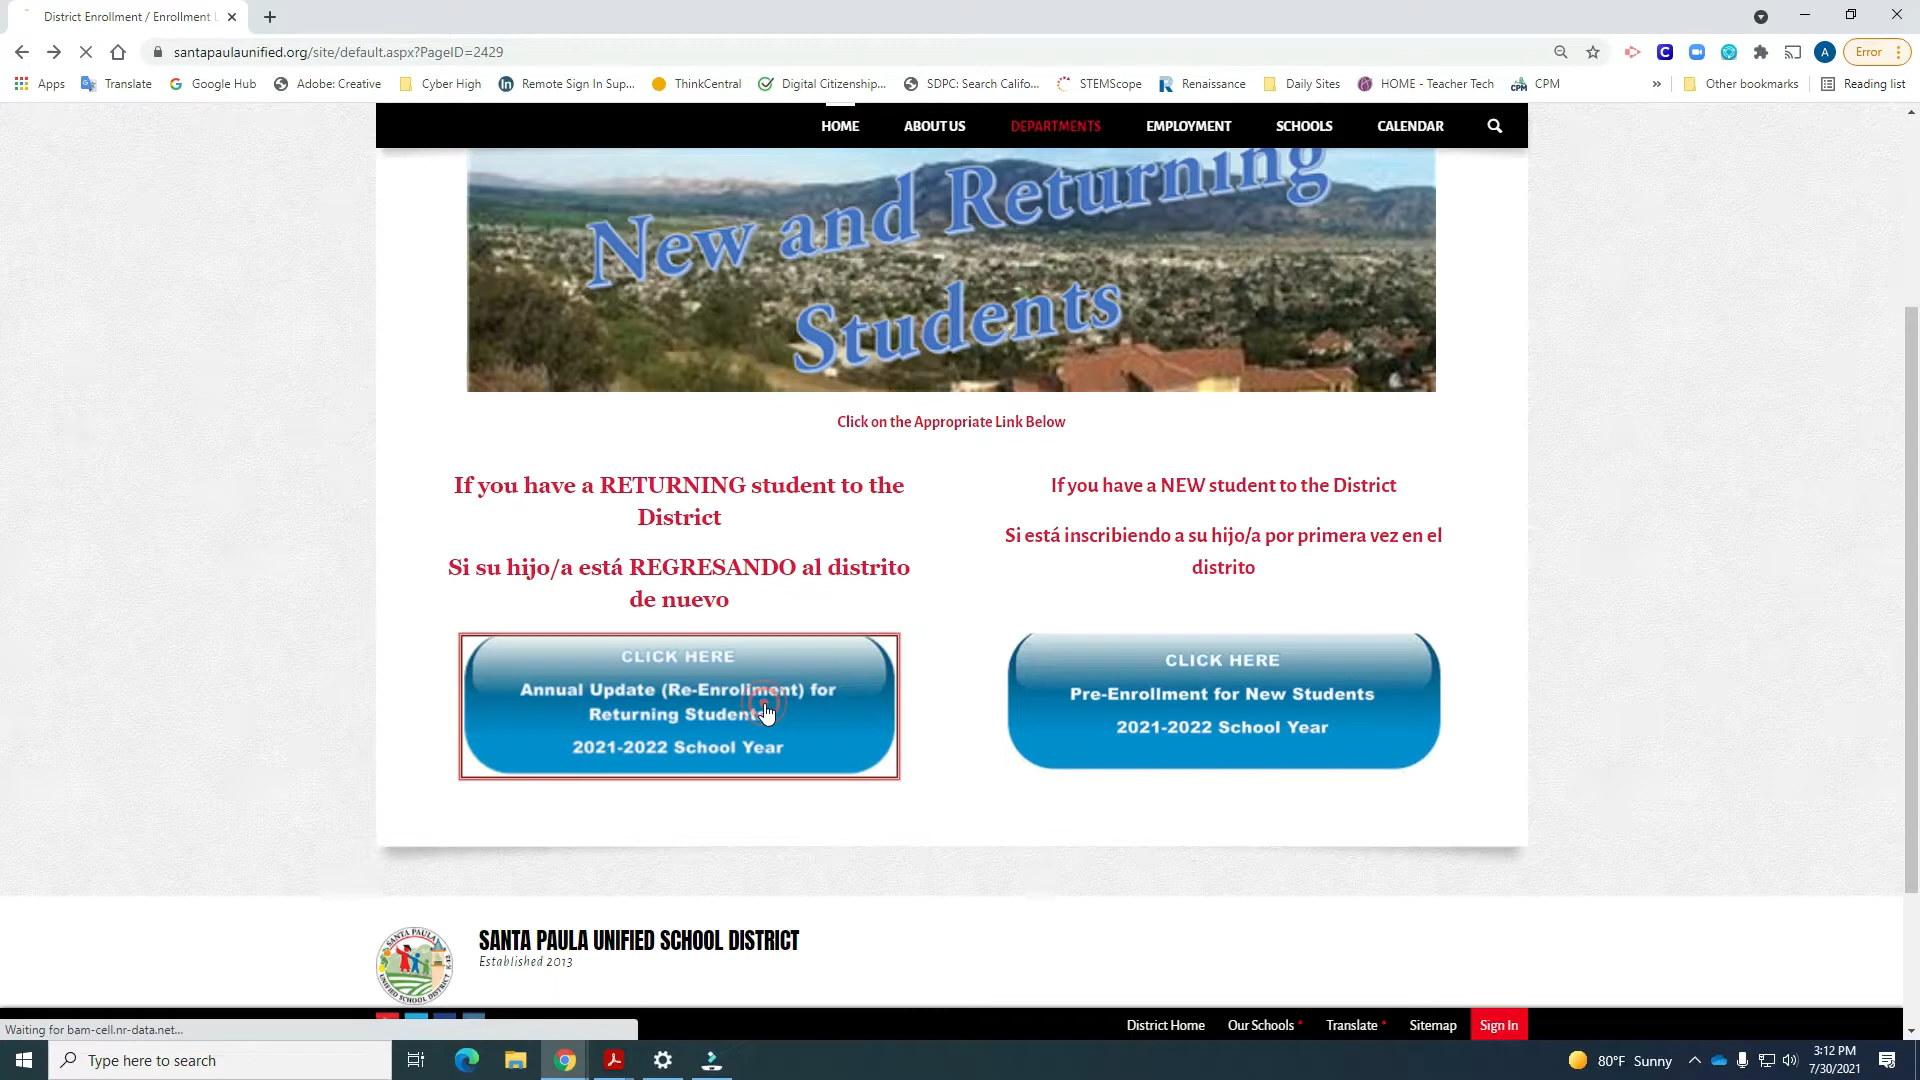 District Enrollment / Enrollment
santapaulaunified.org/site/default.aspx?PageID=2429
A
Error
Apps
Translate
Google Hub
Adobe: Creative
Cyber High
Remote Sign In Sup...
ThinkCentral
Digital Citizenship...
SDPC: Search Califo...
STEMScope
Renaissance
Daily Sites
HOME - Teacher Tech
CPM
»
Other bookmarks
Reading list
HOME
ABOUT US
DEPARTMENTS
EMPLOYMENT
SCHOOLS
CALENDAR
New and Returning
Students
Click on the Appropriate Link Below
If you have a RETURNING student to the
District
Si su hijo/a está REGRESANDO al distrito
de nuevo
CLICK HERE
Annual Update (Re-Enrollment) for
Returning Students
2021-2022 School Year
If you have a NEW student to the District
Si está inscribiendo a su hijo/a por primera vez en el
distrito
CLICK HERE
Pre-Enrollment for New Students
2021-2022 School Year
SANTA PAULA
UNIFIED SCHOOL DISTRICT
SANTA PAULA UNIFIED SCHOOL DISTRICT
Established 2013
Waiting for bam-cell.nr-data.net...
District Home
Our Schools
Translate
Sitemap
Sign In
Type here to search
80°F Sunny
3:12 PM
7/30/2021